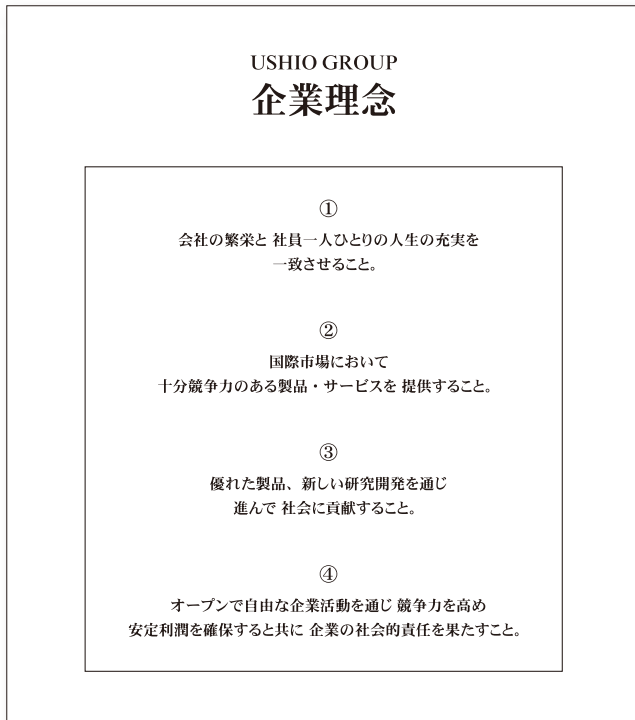 USHIO GROUP
企業理念
①
会社の繁栄と 社員一人ひとりの人生の充実を
一致させること。
②
国際市場において
十分競争力のある製品・サービスを 提供すること。
③
優れた製品、新しい研究開発を通じ
進んで 社会に貢献すること。
④
オープンで自由な企業活動を通じ 競争力を高め
安定利潤を確保すると共に 企業の社会的責任を果たすこと。